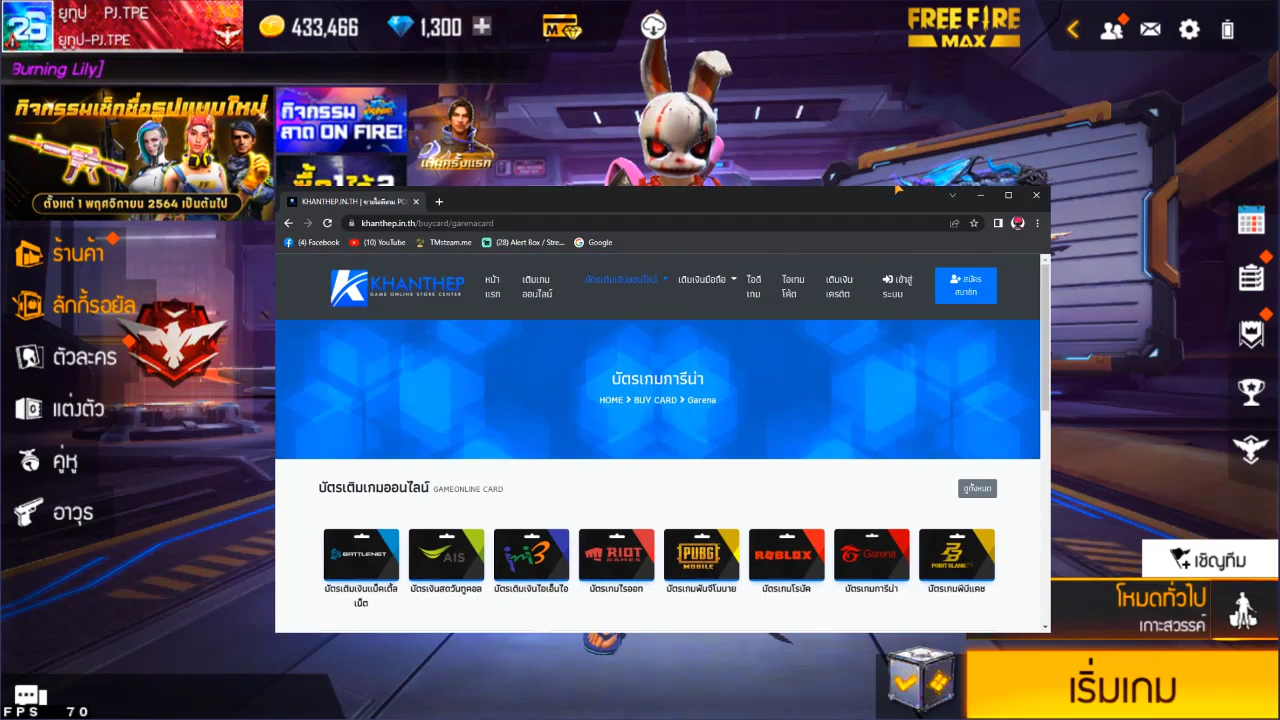 26
ยูทูป PJ.TPE
ยูทูป-PJ.TPE
433,466
1,300
M
FREE FIRE
MAX
Burning Lily]
กิจกรรมเช็กชื่อรูปแบบใหม่
ตั้งแต่ 1 พฤศจิกายน 2564 เป็นต้นไป
กิจกรรม
สาด ON FIRE!
เติมครั้งแรก
ร้านค้า
ลักกี้รอยัล
ตัวละคร
แต่งตัว
คู่หู
อาวุธ
KHANTHEP.IN.TH |
khanthep.in.th/buycard/garenacard
(4) Facebook
(10) YouTube
TMsteam.me
(28) Alert Box / Stre...
Google
KHANTHEP
GAME ONLINE STORE CENTER
หน้า
แรก
เติมเกม
ออนไลน์
บัตรเติมเงินออนไลน์
เติมเงินมือถือ
ไอดี
เกม
ไอเทม
โค้ด
เติมเงิน
เครดิต
เข้าสู่
ระบบ
สมัคร
สมาชิก
บัตรเกมการีน่า
HOME > BUY CARD > Garena
บัตรเติมเกมออนไลน์ GAMEONLINE CARD
ดูทั้งหมด
BATTLE.NET
AIS
imi3
RIOT
GAMES
PUBG
MOBILE
ROBLOX
Garena
POINT BLANK
บัตรเติมเงินแบ็คเติ้ล
เน็ต
บัตรเงินสดวันทูคอล
บัตรเติมเงินไอเอ็นไอ
บัตรเกมไรออท
บัตรเกมพับจีโมบาย
บัตรเกมโรบัค
บัตรเกมการีน่า
บัตรเกมพีบีแคช
เชิญทีม
โหมดทั่วไป
เกาะสวรรค์
เริ่มเกม
FPS 70